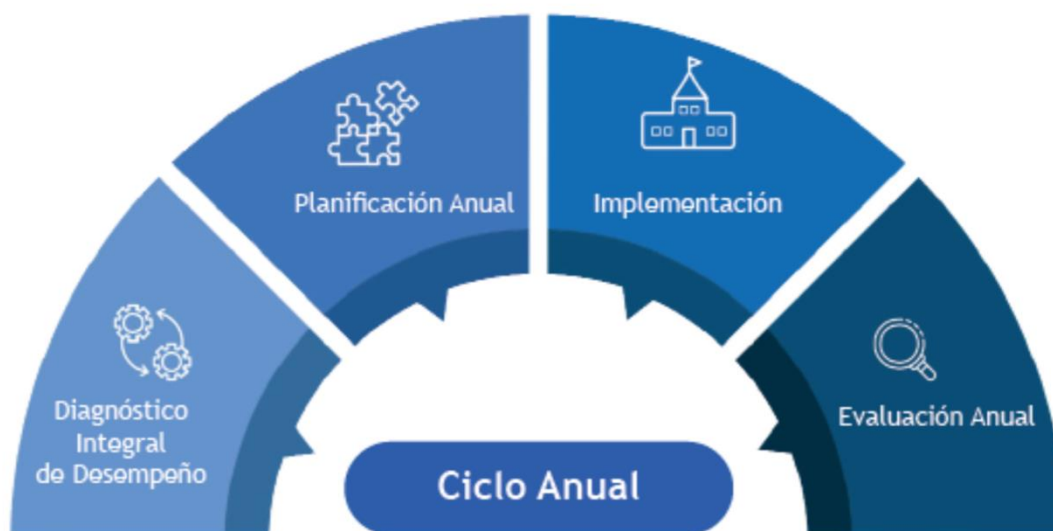 Diagnóstico
Integral
de Desempeño
Planificación Anual
Implementación
Evaluación Anual
Ciclo Anual